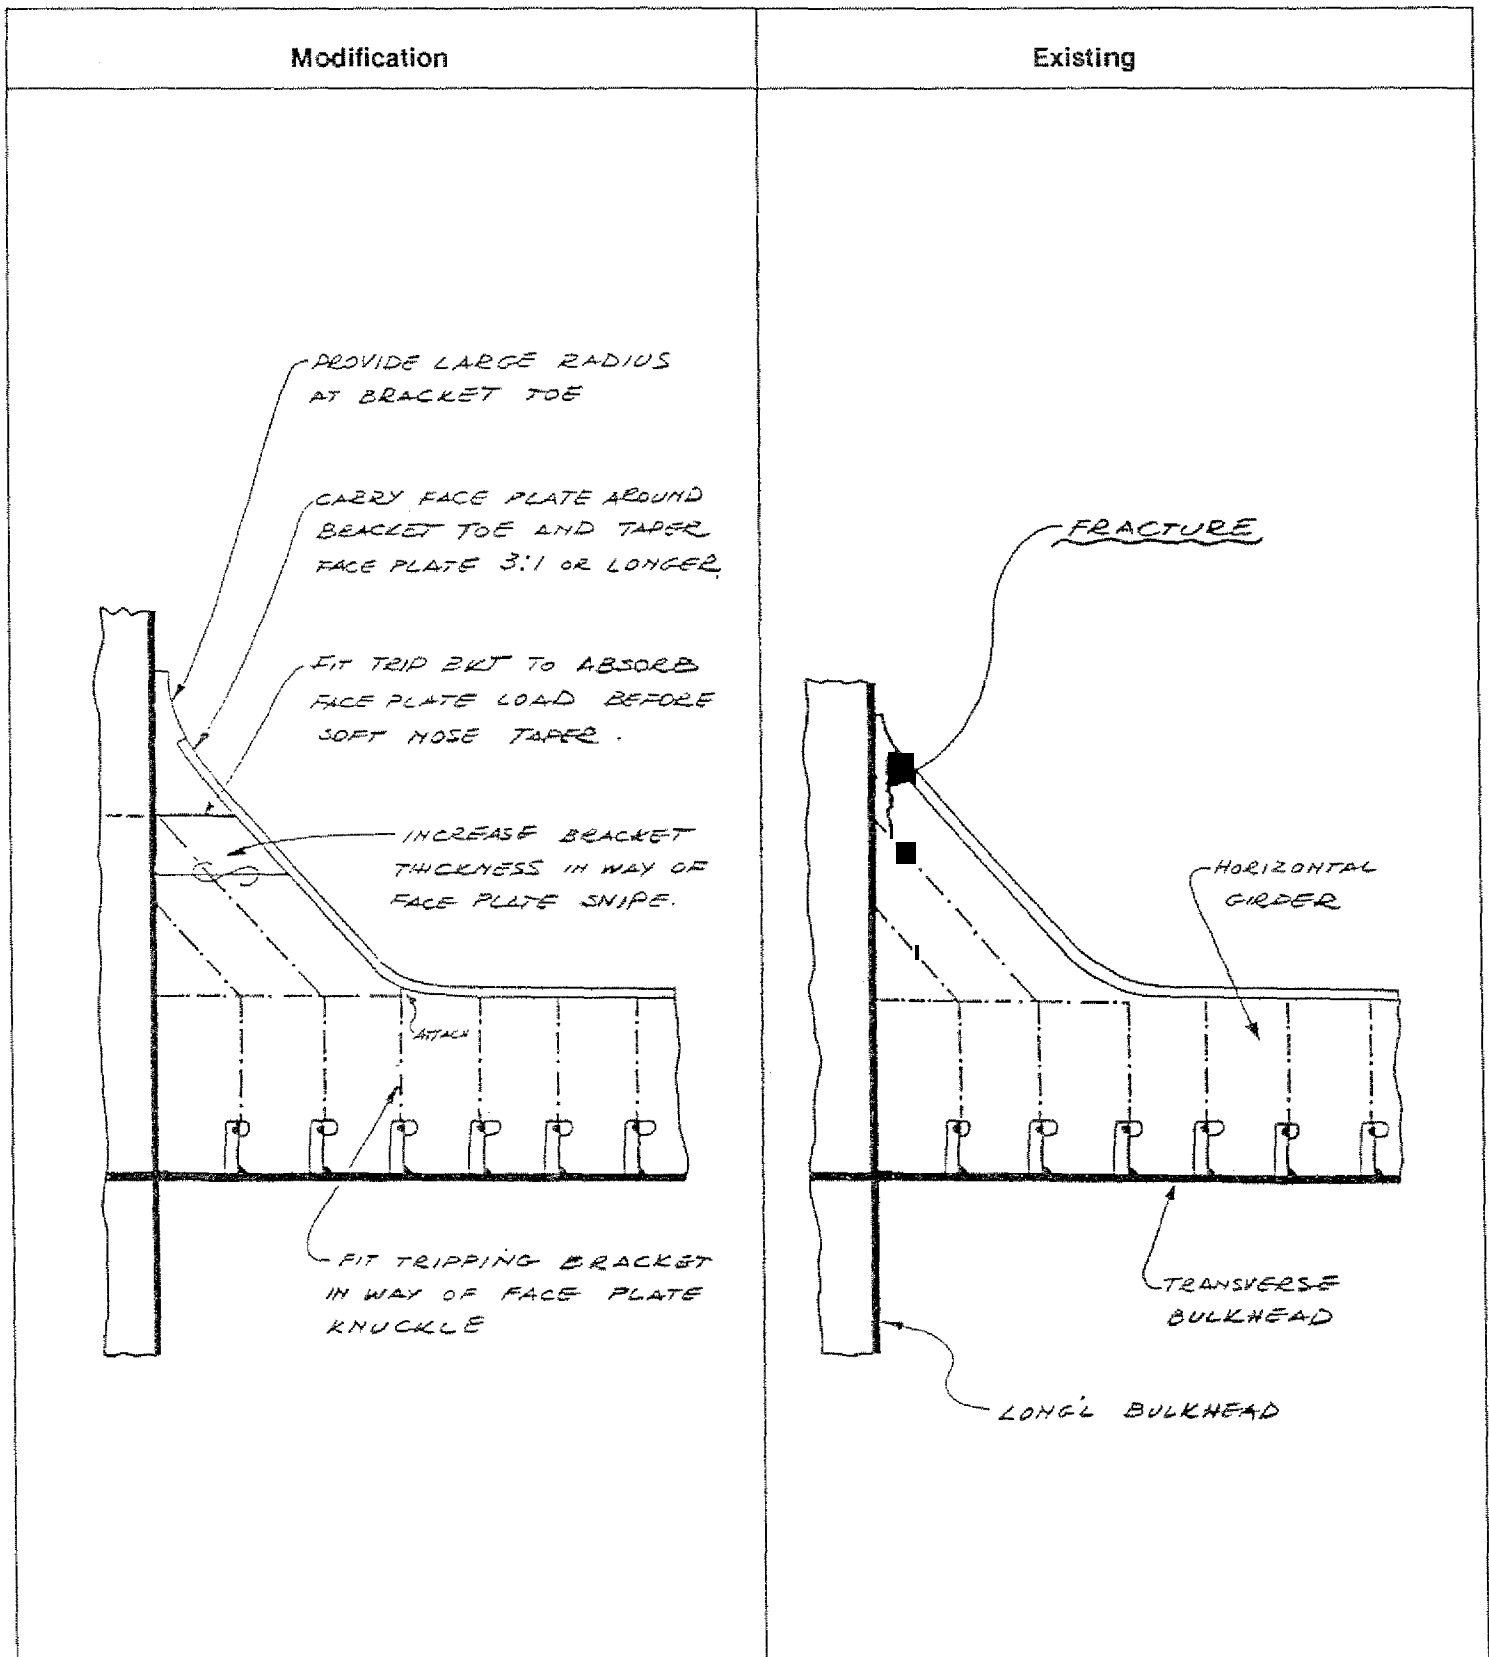 Modification
Existing
PROVIDE LARGE RADIUS
AT BRACKET TOE
CARRY FACE PLATE AROUND
BRACKET TOE AND TAPER
FACE PLATE 3:1 OR LONGER
FIT TRIP BKT TO ABSORB
FACE PLATE LOAD BEFORE
SOFT NOSE TAPER.
INCREASE BRACKET
THICKNESS IN WAY OF
FACE PLATE SNIPE.
ATTACH
FIT TRIPPING BRACKET
IN WAY OF FACE PLATE
KNUCKLE
FRACTURE
HORIZONTAL
GIRDER
TRANSVERSE
BULKHEAD
LONG'L BULKHEAD